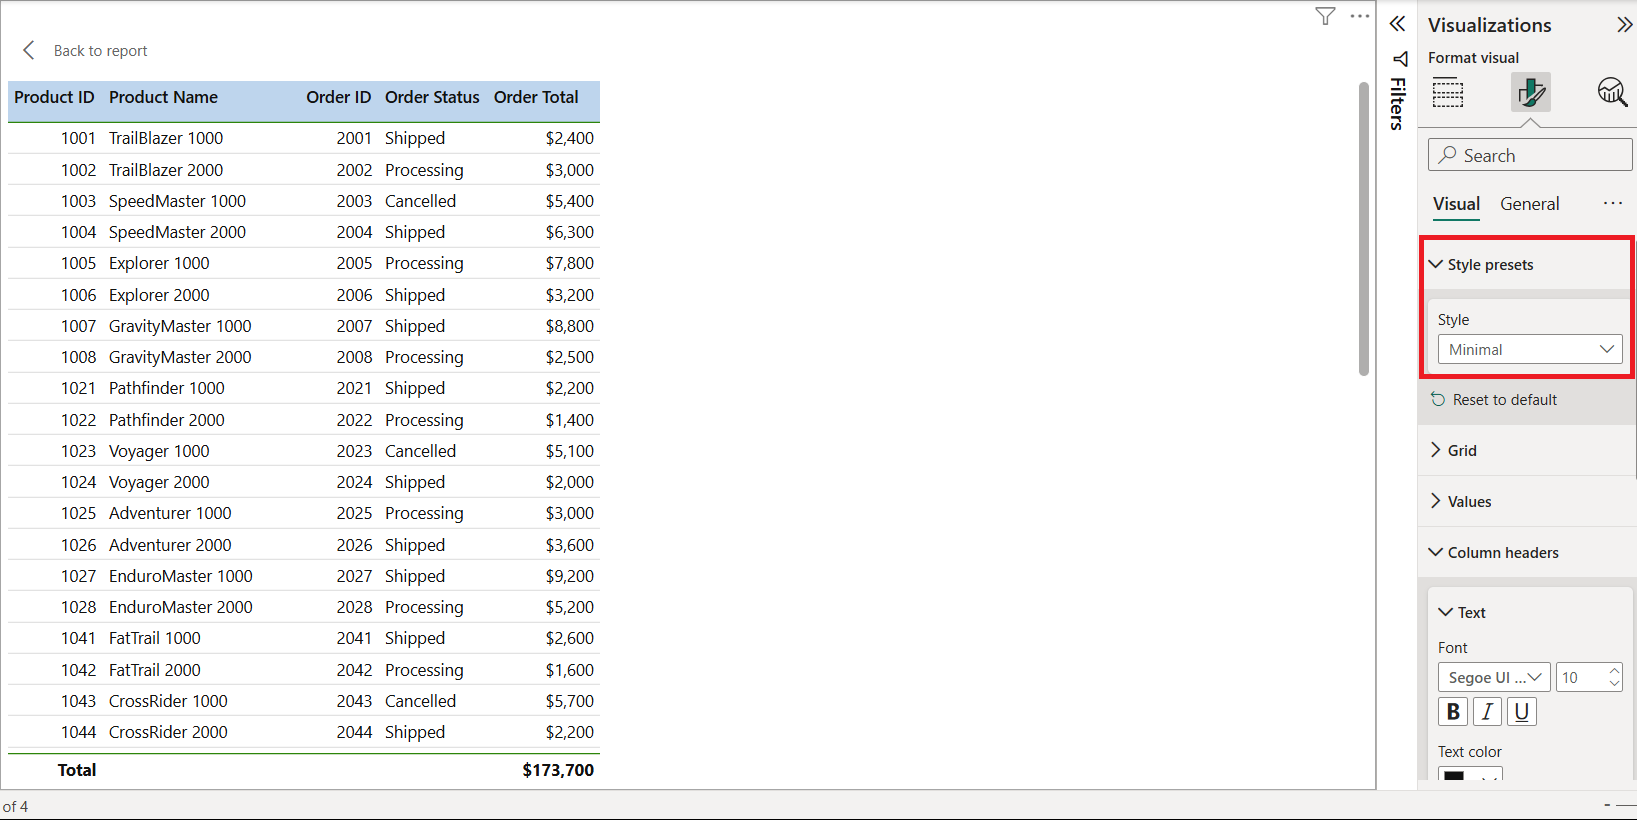 Back to report
Product ID Product Name Order ID Order Status Order Total
1001 TrailBlazer 1000 2001 Shipped $2,400
1002 TrailBlazer 2000 2002 Processing $3,000
1003 SpeedMaster 1000 2003 Cancelled $5,400
1004 SpeedMaster 2000 2004 Shipped $6,300
1005 Explorer 1000 2005 Processing $7,800
1006 Explorer 2000 2006 Shipped $3,200
1007 GravityMaster 1000 2007 Shipped $8,800
1008 GravityMaster 2000 2008 Processing $2,500
1021 Pathfinder 1000 2021 Shipped $2,200
1022 Pathfinder 2000 2022 Processing $1,400
1023 Voyager 1000 2023 Cancelled $5,100
1024 Voyager 2000 2024 Shipped $2,000
1025 Adventurer 1000 2025 Processing $3,000
1026 Adventurer 2000 2026 Shipped $3,600
1027 EnduroMaster 1000 2027 Shipped $9,200
1028 EnduroMaster 2000 2028 Processing $5,200
1041 FatTrail 1000 2041 Shipped $2,600
1042 FatTrail 2000 2042 Processing $1,600
1043 CrossRider 1000 2043 Cancelled $5,700
1044 CrossRider 2000 2044 Shipped $2,200
Total $173,700
of 4
Filters
Visualizations
Format visual
Search
Visual General ...
Style presets
Style
Minimal
Reset to default
Grid
Values
Column headers
Text
Font
Segoe UI ... 10
B I U
Text color